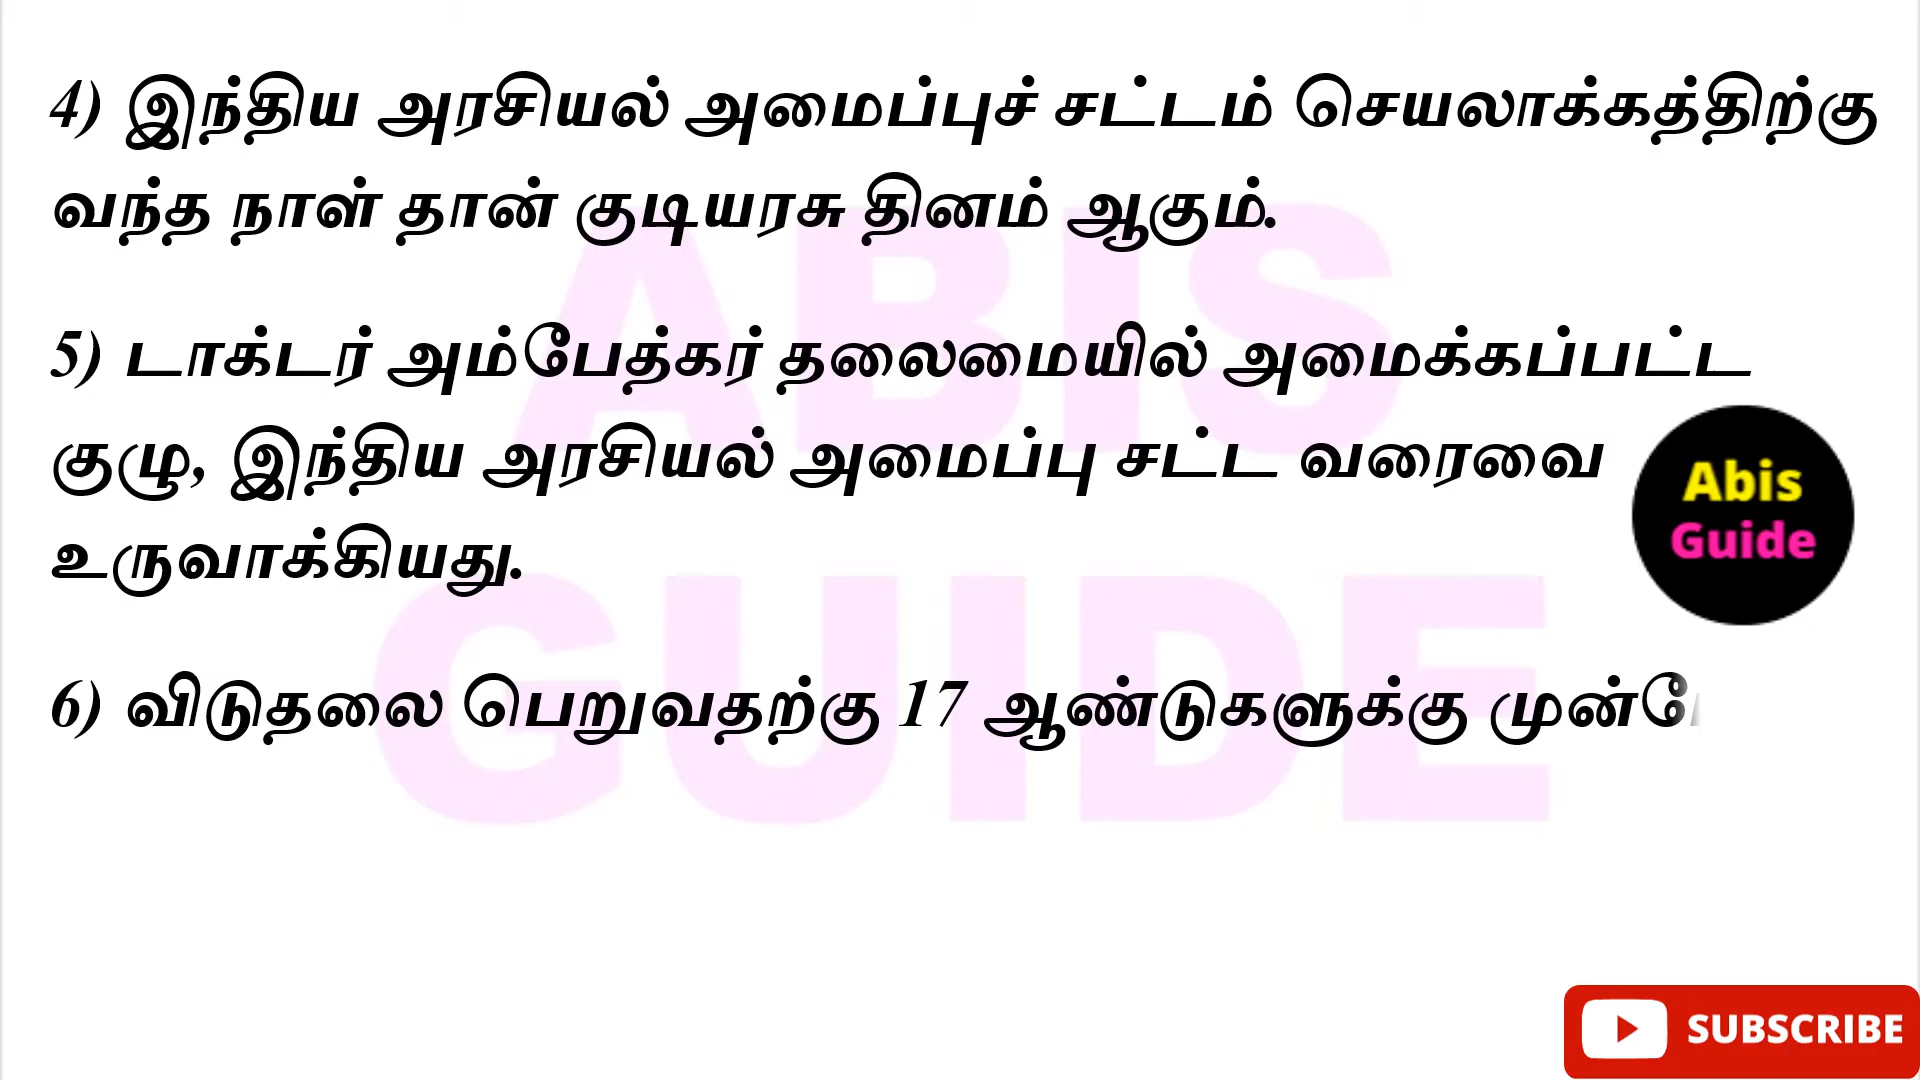 4) இந்திய அரசியல் அமைப்புச் சட்டம் செயலாக்கத்திற்கு
வந்த நாள் தான் குடியரசு தினம் ஆகும்.
5) டாக்டர் அம்பேத்கர் தலைமையில் அமைக்கப்பட்ட
குழு, இந்திய அரசியல் அமைப்பு சட்ட வரைவை
உருவாக்கியது.
6) விடுதலை பெறுவதற்கு 17 ஆண்டுகளுக்கு
ABIS
GUIDE
Abis
Guide
SUBSCRIBE